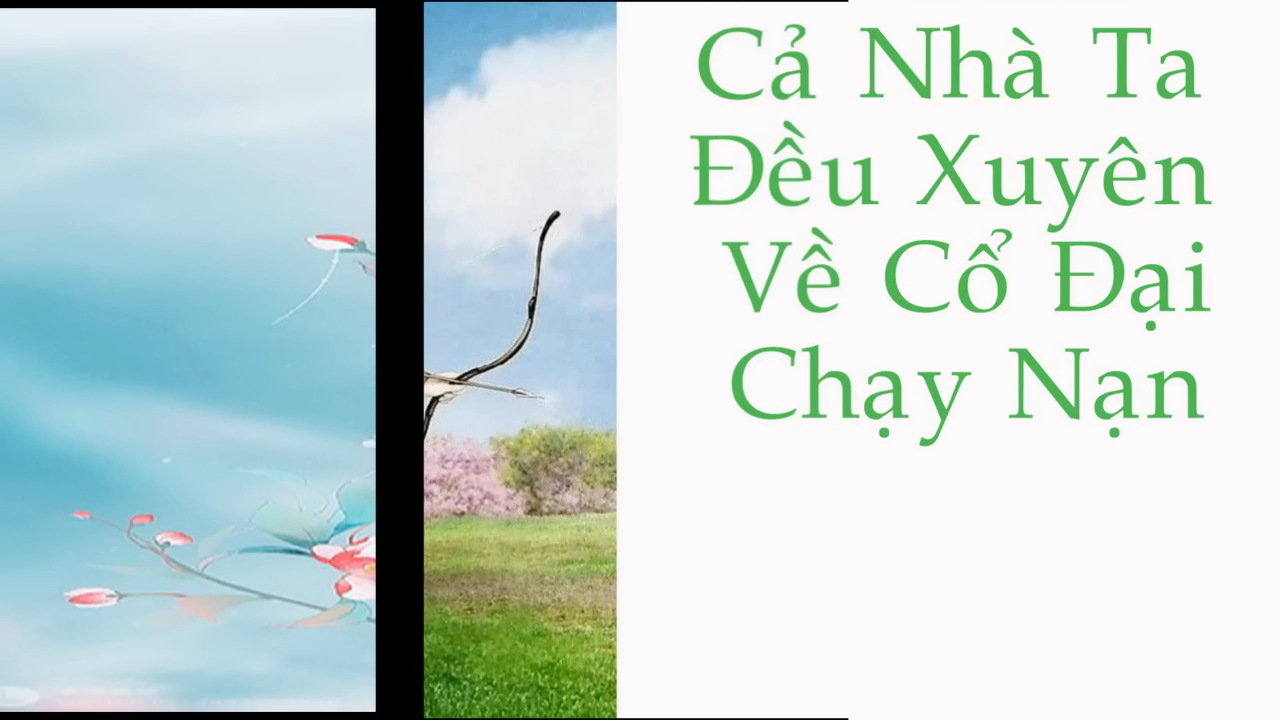 Cả Nhà Ta
Đều Xuyên
Về Cổ Đại
Chạy Nạn